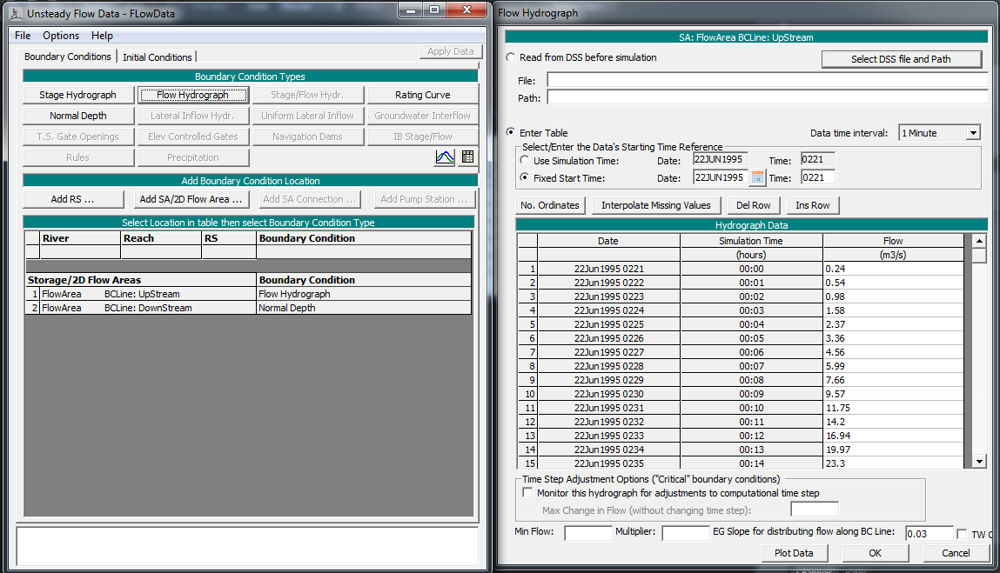 Unsteady Flow Data - FLowData
File Options Help
Boundary Conditions Initial Conditions Apply Data
Boundary Condition Types
Stage Hydrograph Flow Hydrograph Stage/Flow Hydr. Rating Curve
Normal Depth Lateral Inflow Hydr. Uniform Lateral Inflow Groundwater Interflow
T.S. Gate Openings Elev Controlled Gates Navigation Dams IB Stage/Flow
Rules Precipitation
Add Boundary Condition Location
Add RS ... Add SA/2D Flow Area ... Add SA Connection ... Add Pump Station ...
Select Location in table then select Boundary Condition Type
River Reach RS Boundary Condition
Storage/2D Flow Areas Boundary Condition
1 FlowArea BCLine: UpStream Flow Hydrograph
2 FlowArea BCLine: DownStream Normal Depth
Flow Hydrograph
SA: FlowArea BCLine: UpStream
Read from DSS before simulation Select DSS file and Path
File:
Path:
Enter Table Data time interval: 1 Minute
Select/Enter the Data's Starting Time Reference
Use Simulation Time: Date: 22JUN1995 Time: 0221
Fixed Start Time: Date: 22JUN1995 Time: 0221
No. Ordinates Interpolate Missing Values Del Row Ins Row
Hydrograph Data
Date Simulation Time Flow
(hours) (m3/s)
1 22Jun1995 0221 00:00 0.24
2 22Jun1995 0222 00:01 0.54
3 22Jun1995 0223 00:02 0.98
4 22Jun1995 0224 00:03 1.58
5 22Jun1995 0225 00:04 2.37
6 22Jun1995 0226 00:05 3.36
7 22Jun1995 0227 00:06 4.56
8 22Jun1995 0228 00:07 5.99
9 22Jun1995 0229 00:08 7.66
10 22Jun1995 0230 00:09 9.57
11 22Jun1995 0231 00:10 11.75
12 22Jun1995 0232 00:11 14.2
13 22Jun1995 0233 00:12 16.94
14 22Jun1995 0234 00:13 19.97
15 22Jun1995 0235 00:14 23.3
Time Step Adjustment Options ("Critical" boundary conditions)
Monitor this hydrograph for adjustments to computational time step
Max Change in Flow (without changing time step):
Min Flow: Multiplier: EG Slope for distributing flow along BC Line: 0.03 TW
Plot Data OK Cancel